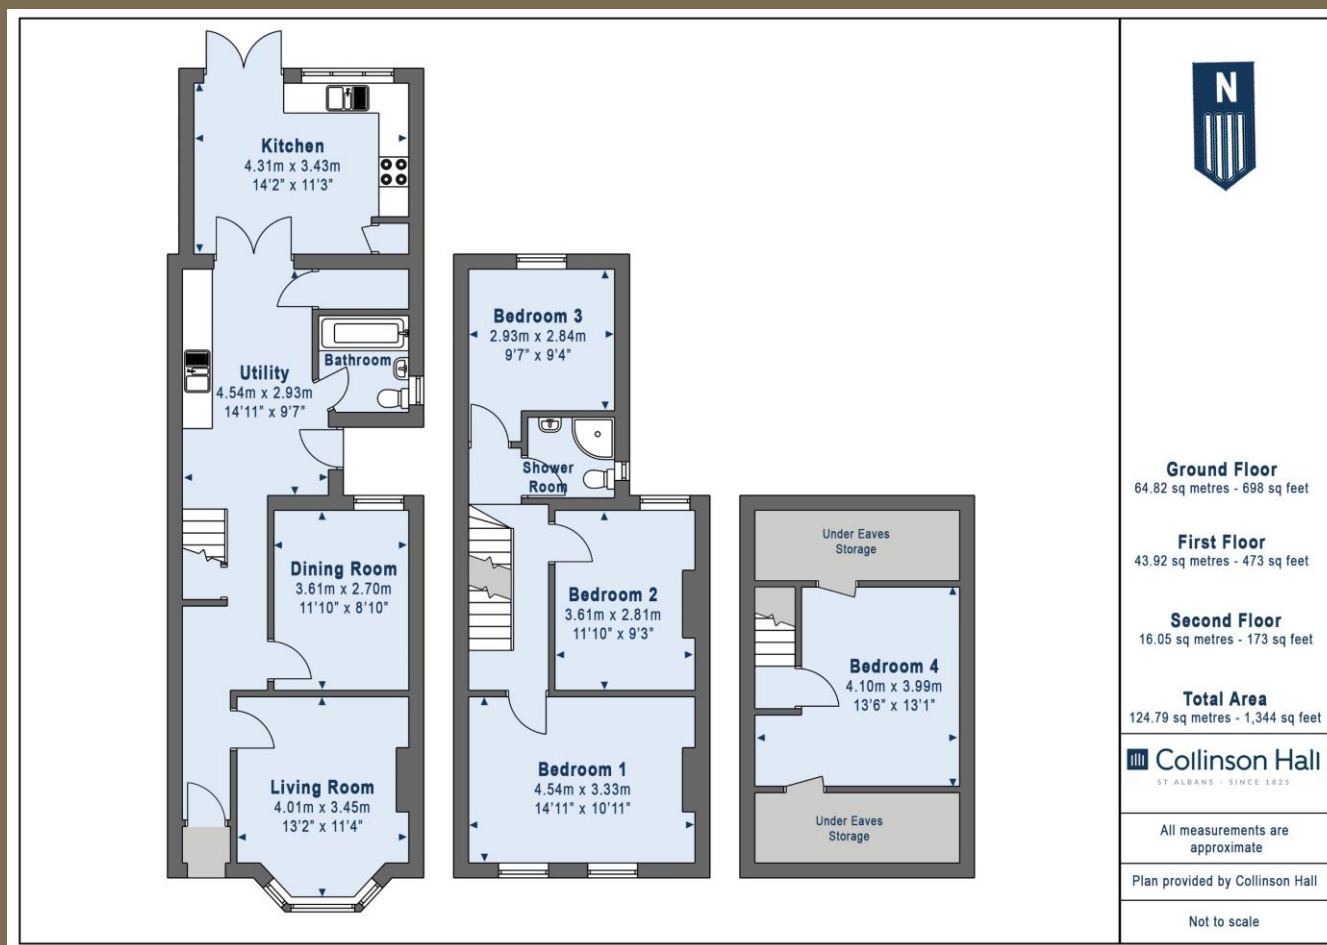 Kitchen
4.31m x 3.43m
14'2" x 11'3"
Utility
4.54m x 2.93m
14'11" x 9'7"
Bathroom
Dining Room
3.61m x 2.70m
11'10" x 8'10"
Living Room
4.01m x 3.45m
13'2" x 11'4"
Bedroom 3
2.93m x 2.84m
9'7" x 9'4"
Shower
Room
Bedroom 2
3.61m x 2.81m
11'10" x 9'3"
Bedroom 1
4.54m x 3.33m
14'11" x 10'11"
Under Eaves
Storage
Bedroom 4
4.10m x 3.99m
13'6" x 13'1"
Under Eaves
Storage
N
Ground Floor
64.82 sq metres - 698 sq feet
First Floor
43.92 sq metres - 473 sq feet
Second Floor
16.05 sq metres - 173 sq feet
Total Area
124.79 sq metres - 1,344 sq feet
Collinson Hall
ST ALBANS - SINCE 1825
All measurements are
approximate
Plan provided by Collinson Hall
Not to scale